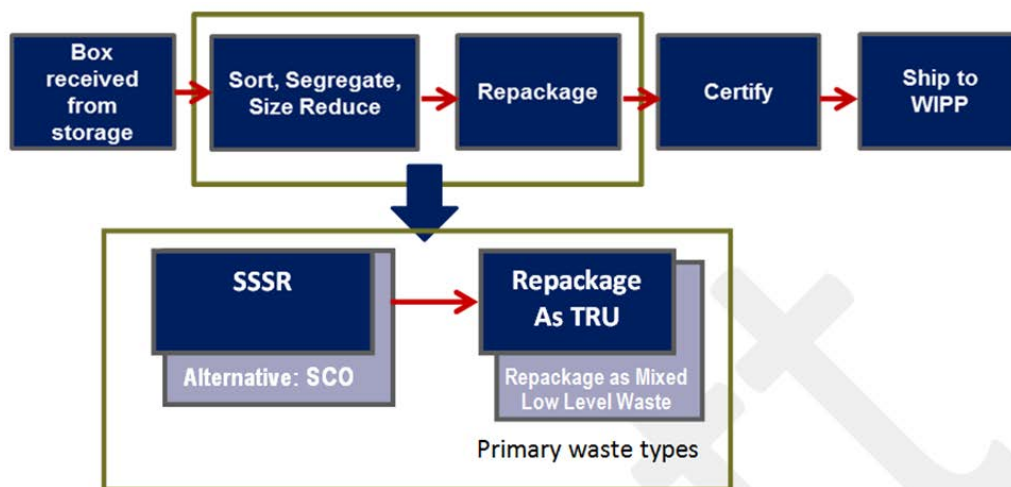 Box
received
from
storage
Sort, Segregate,
Size Reduce
Repackage
Certify
Ship to
WIPP
SSSR
Alternative: SCO
Repackage
As TRU
Repackage as Mixed
Low Level Waste
Primary waste types